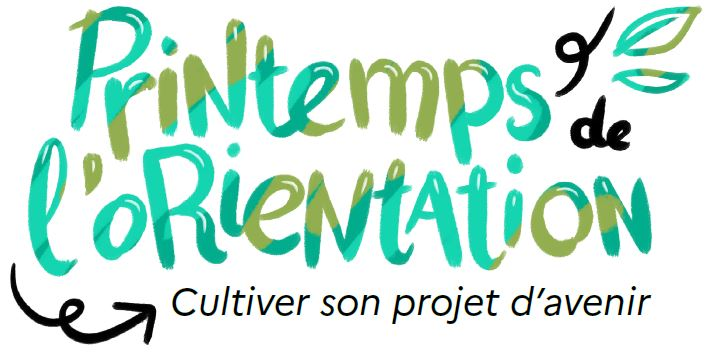 Printemps
de
l'orientation
Cultiver son projet d'avenir